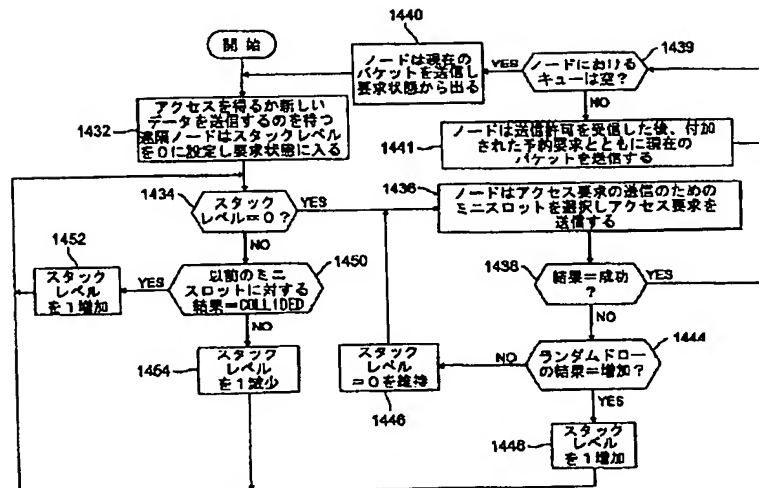 1440
開始
ノードは現在の
パケットを送信し
要求状態から出る
YES
ノードにおける
キューは空?
1439
NO
1432
アクセスを得るか新しい
データを送信するのを待つ
遠隔ノードはスタックレベル
を0に設定し要求状態に入る
1441
ノードは送信許可を受信した後、付加
された予約要求とともに現在の
パケットを送信する
1434
スタック
レベル=0?
YES
1436
ノードはアクセス要求の送信のための
ミニスロットを選択しアクセス要求を
送信する
NO
1452
スタック
レベル
を1増加
YES
以前のミニ
スロットに対する
結果=COLLIDED
1450
1438
結果=成功
?
YES
NO
NO
1454
スタック
レベル
を1減少
スタック
レベル
=0を維持
1446
NO
ランダムドロー
の結果=増加?
1444
YES
1448
スタック
レベル
を1増加